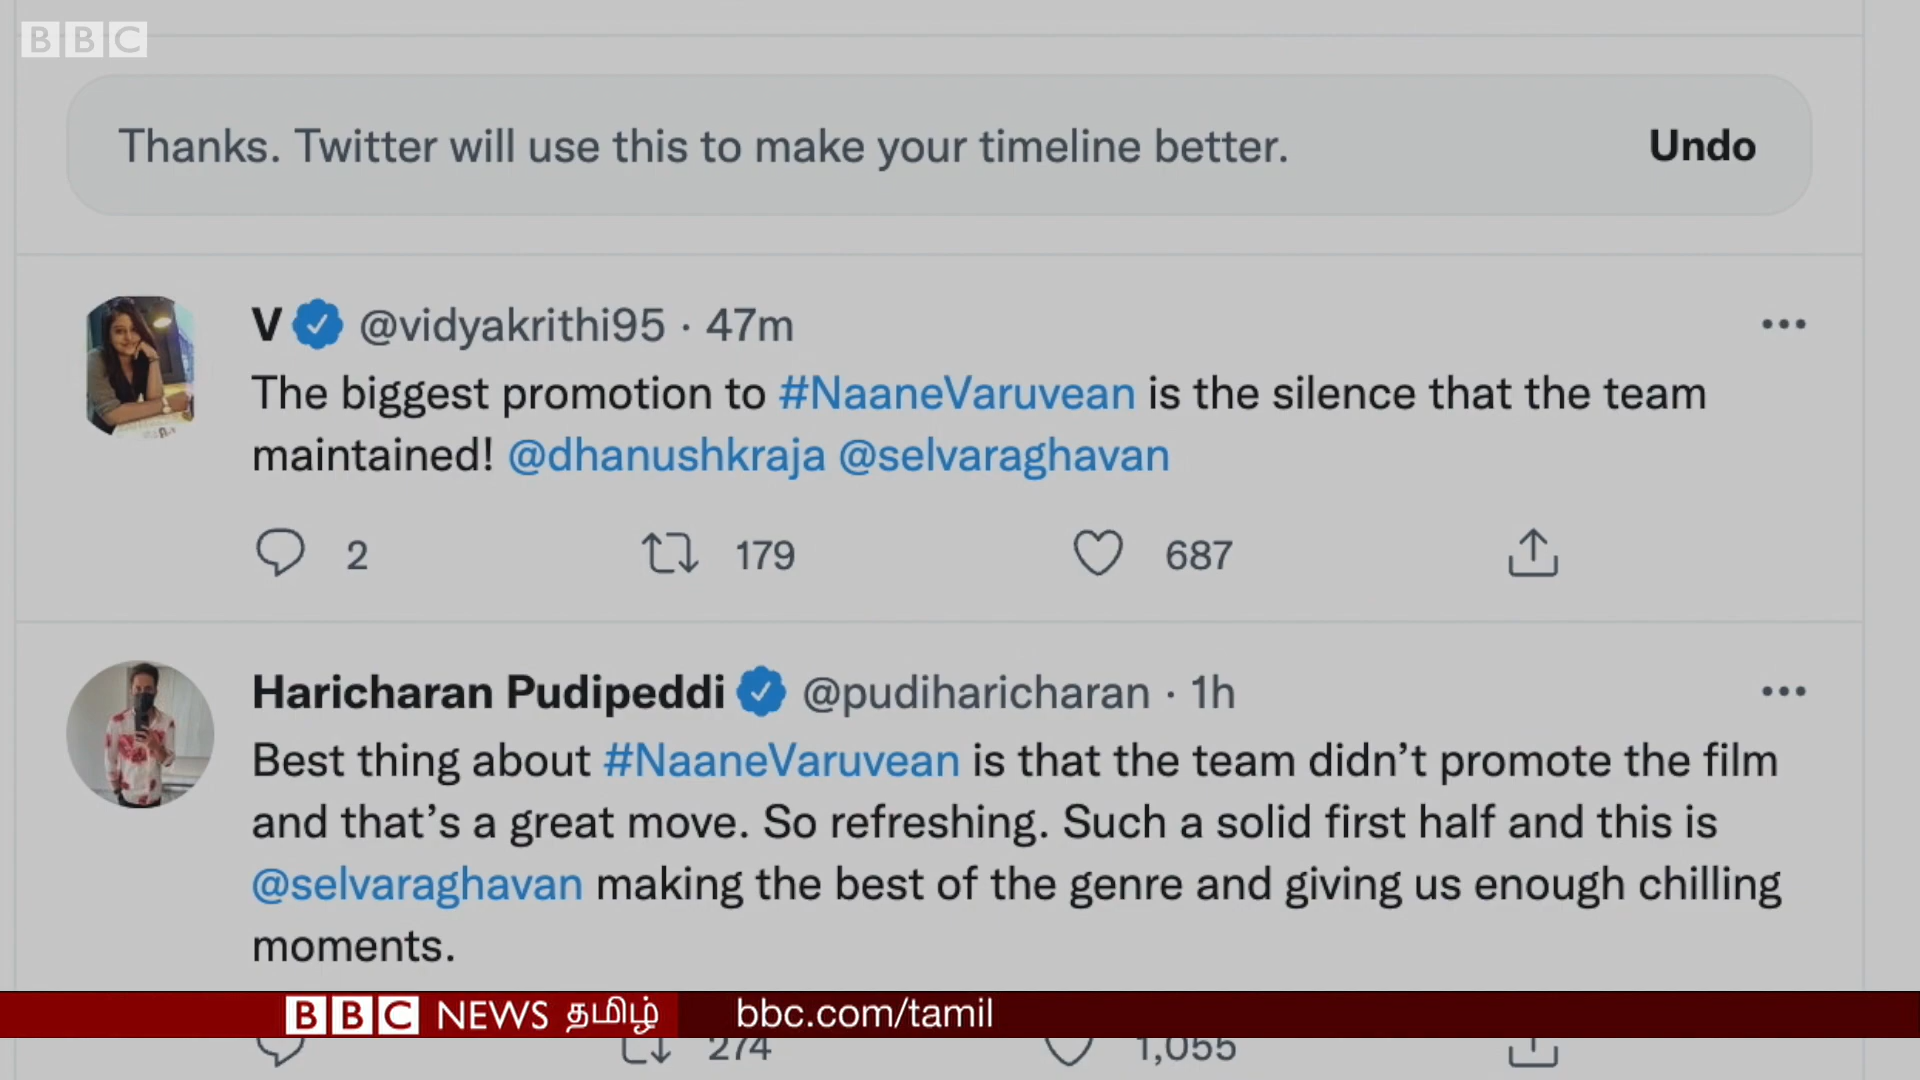 BBC
Thanks. Twitter will use this to make your timeline better. Undo
V @vidyakrithi95 · 47m
The biggest promotion to #NaaneVaruvean is the silence that the team
maintained! @dhanushkraja @selvaraghavan
2 179 687
Haricharan Pudipeddi @pudiharicharan · 1h
Best thing about #NaaneVaruvean is that the team didn’t promote the film
and that’s a great move. So refreshing. Such a solid first half and this is
@selvaraghavan making the best of the genre and giving us enough chilling
moments.
BBC NEWS தமிழ் bbc.com/tamil
274 1,055